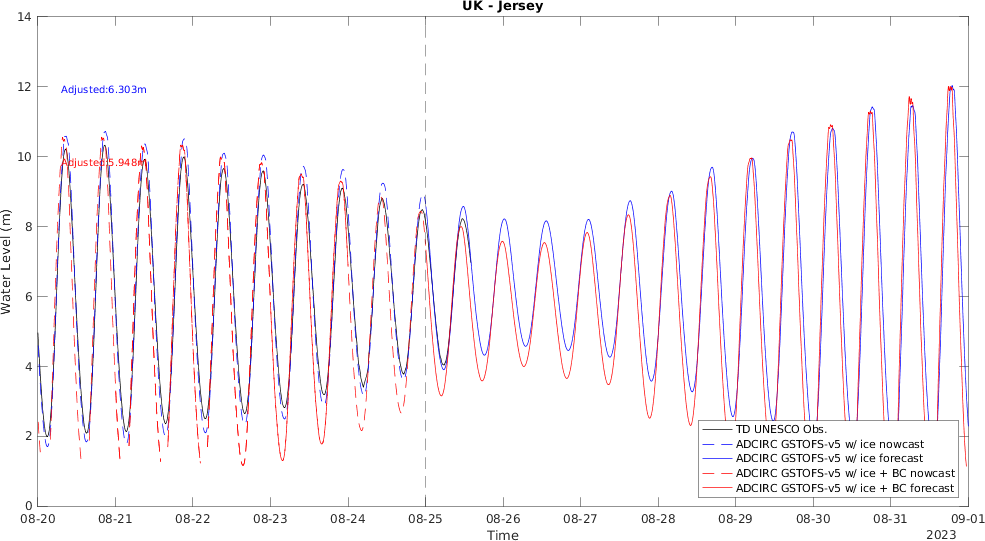 UK - Jersey
14
12
10
8
6
4
2
0
Water Level (m)
Adjusted:6.303m
Adjusted:5.948m
TD UNESCO Obs.
ADCIRC GSTOFS-v5 w/ ice nowcast
ADCIRC GSTOFS-v5 w/ ice forecast
ADCIRC GSTOFS-v5 w/ ice + BC nowcast
ADCIRC GSTOFS-v5 w/ ice + BC forecast
08-20 08-21 08-22 08-23 08-24 08-25 08-26 08-27 08-28 08-29 08-30 08-31 09-01
Time
2023